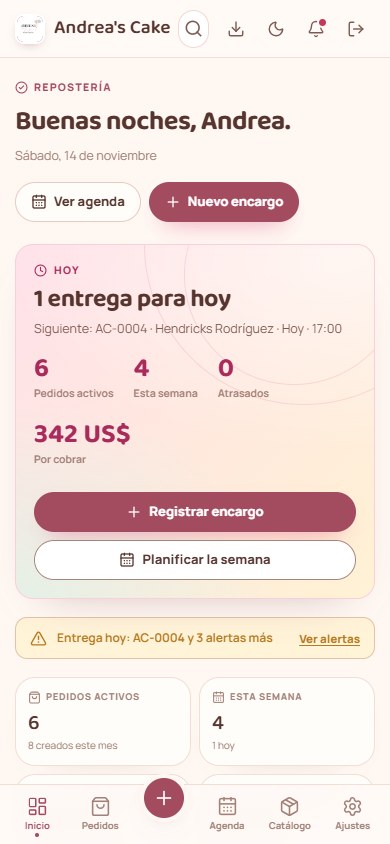 Andrea's Cake
REPOSTERÍA
Buenas noches, Andrea.
Sábado, 14 de noviembre
Ver agenda
Nuevo encargo
HOY
1 entrega para hoy
Siguiente: AC-0004 · Hendricks Rodríguez · Hoy · 17:00
6 4 0
Pedidos activos Esta semana Atrasados
342 US$
Por cobrar
Registrar encargo
Planificar la semana
Entrega hoy: AC-0004 y 3 alertas más Ver alertas
PEDIDOS ACTIVOS
6
8 creados este mes
ESTA SEMANA
4
1 hoy
Inicio Pedidos Agenda Catálogo Ajustes